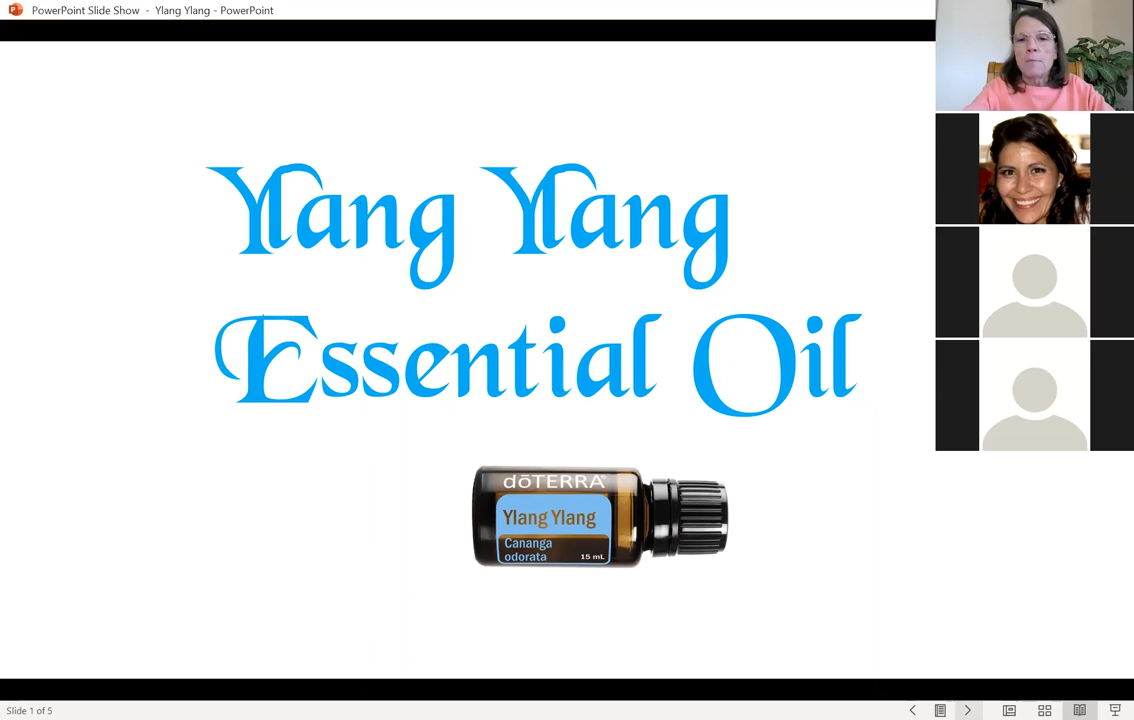 PowerPoint Slide Show - Ylang Ylang - PowerPoint
Ylang Ylang
Essential Oil
dōTERRA®
Ylang Ylang
Cananga
odorata
15 mL
Slide 1 of 5